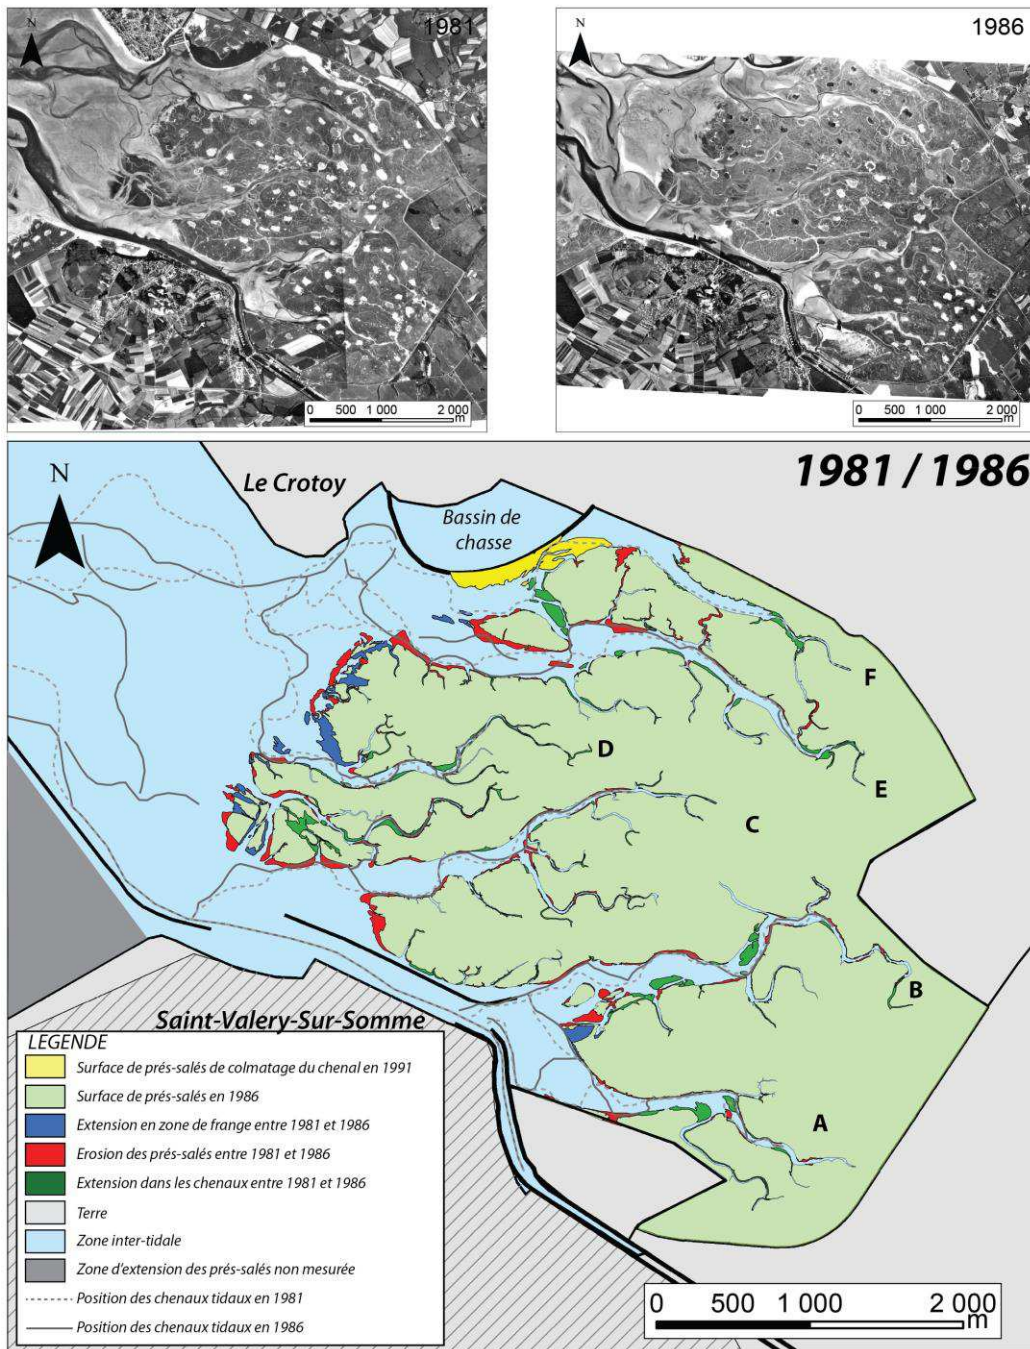 N
1981
0 500 1 000 2 000
m
N
1986
0 500 1 000 2 000
m
N
Le Crotoy
1981 / 1986
Bassin de
chasse
F
D
E
C
B
A
Saint-Valery-Sur-Somme
LEGENDE
Surface de prés-salés de colmatage du chenal en 1991
Surface de prés-salés en 1986
Extension en zone de frange entre 1981 et 1986
Erosion des prés-salés entre 1981 et 1986
Extension dans les chenaux entre 1981 et 1986
Terre
Zone inter-tidale
Zone d'extension des prés-salés non mesurée
Position des chenaux tidaux en 1981
Position des chenaux tidaux en 1986
0 500 1 000 2 000
m